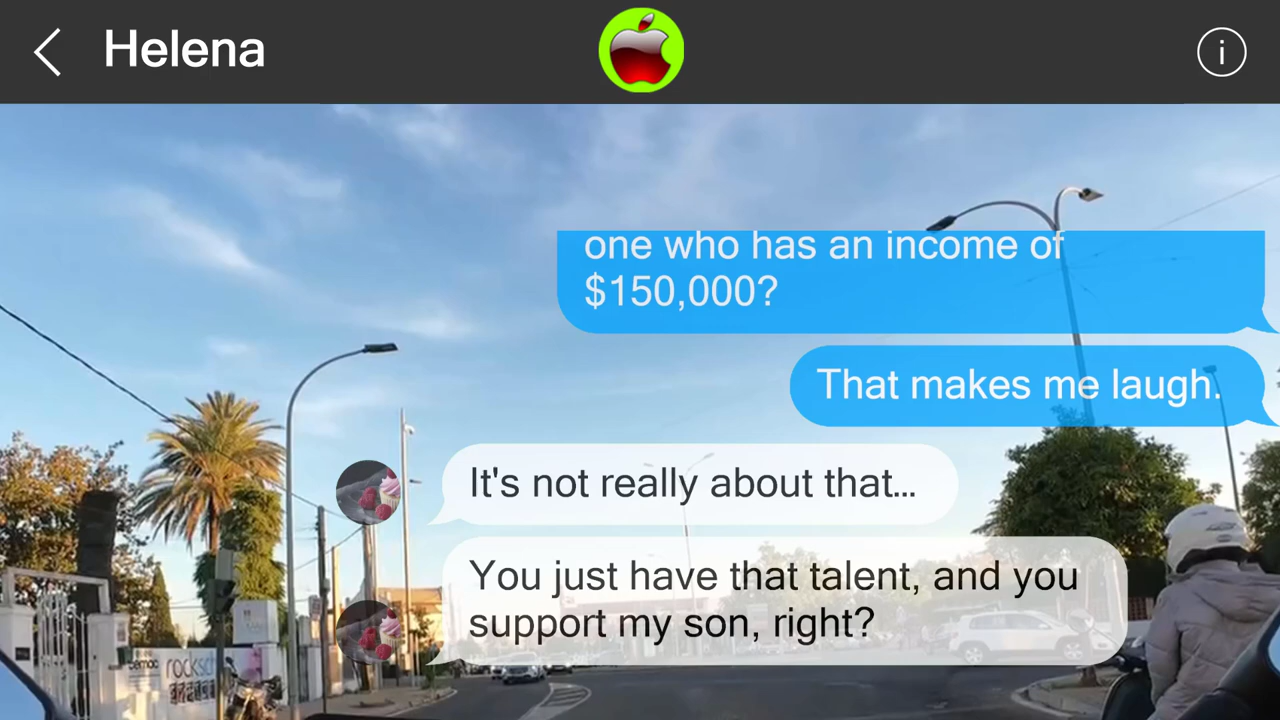 Helena
i
one who has an income of
$150,000?
That makes me laugh.
It's not really about that...
You just have that talent, and you
support my son, right?
rocksch